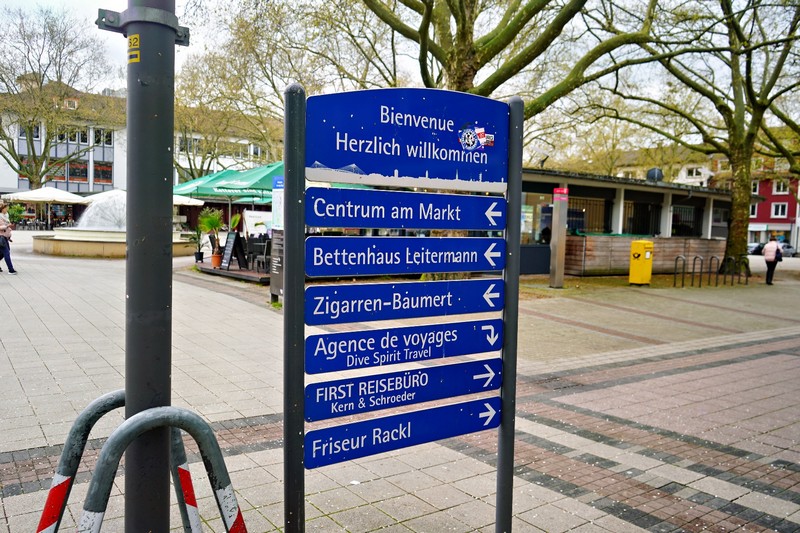 Bienvenue
Herzlich willkommen
Centrum am Markt
Bettenhaus Leitermann
Zigarren-Bäumert
Agence de voyages
Dive Spirit Travel
FIRST REISEBÜRO
Kern & Schroeder
Friseur Rackl